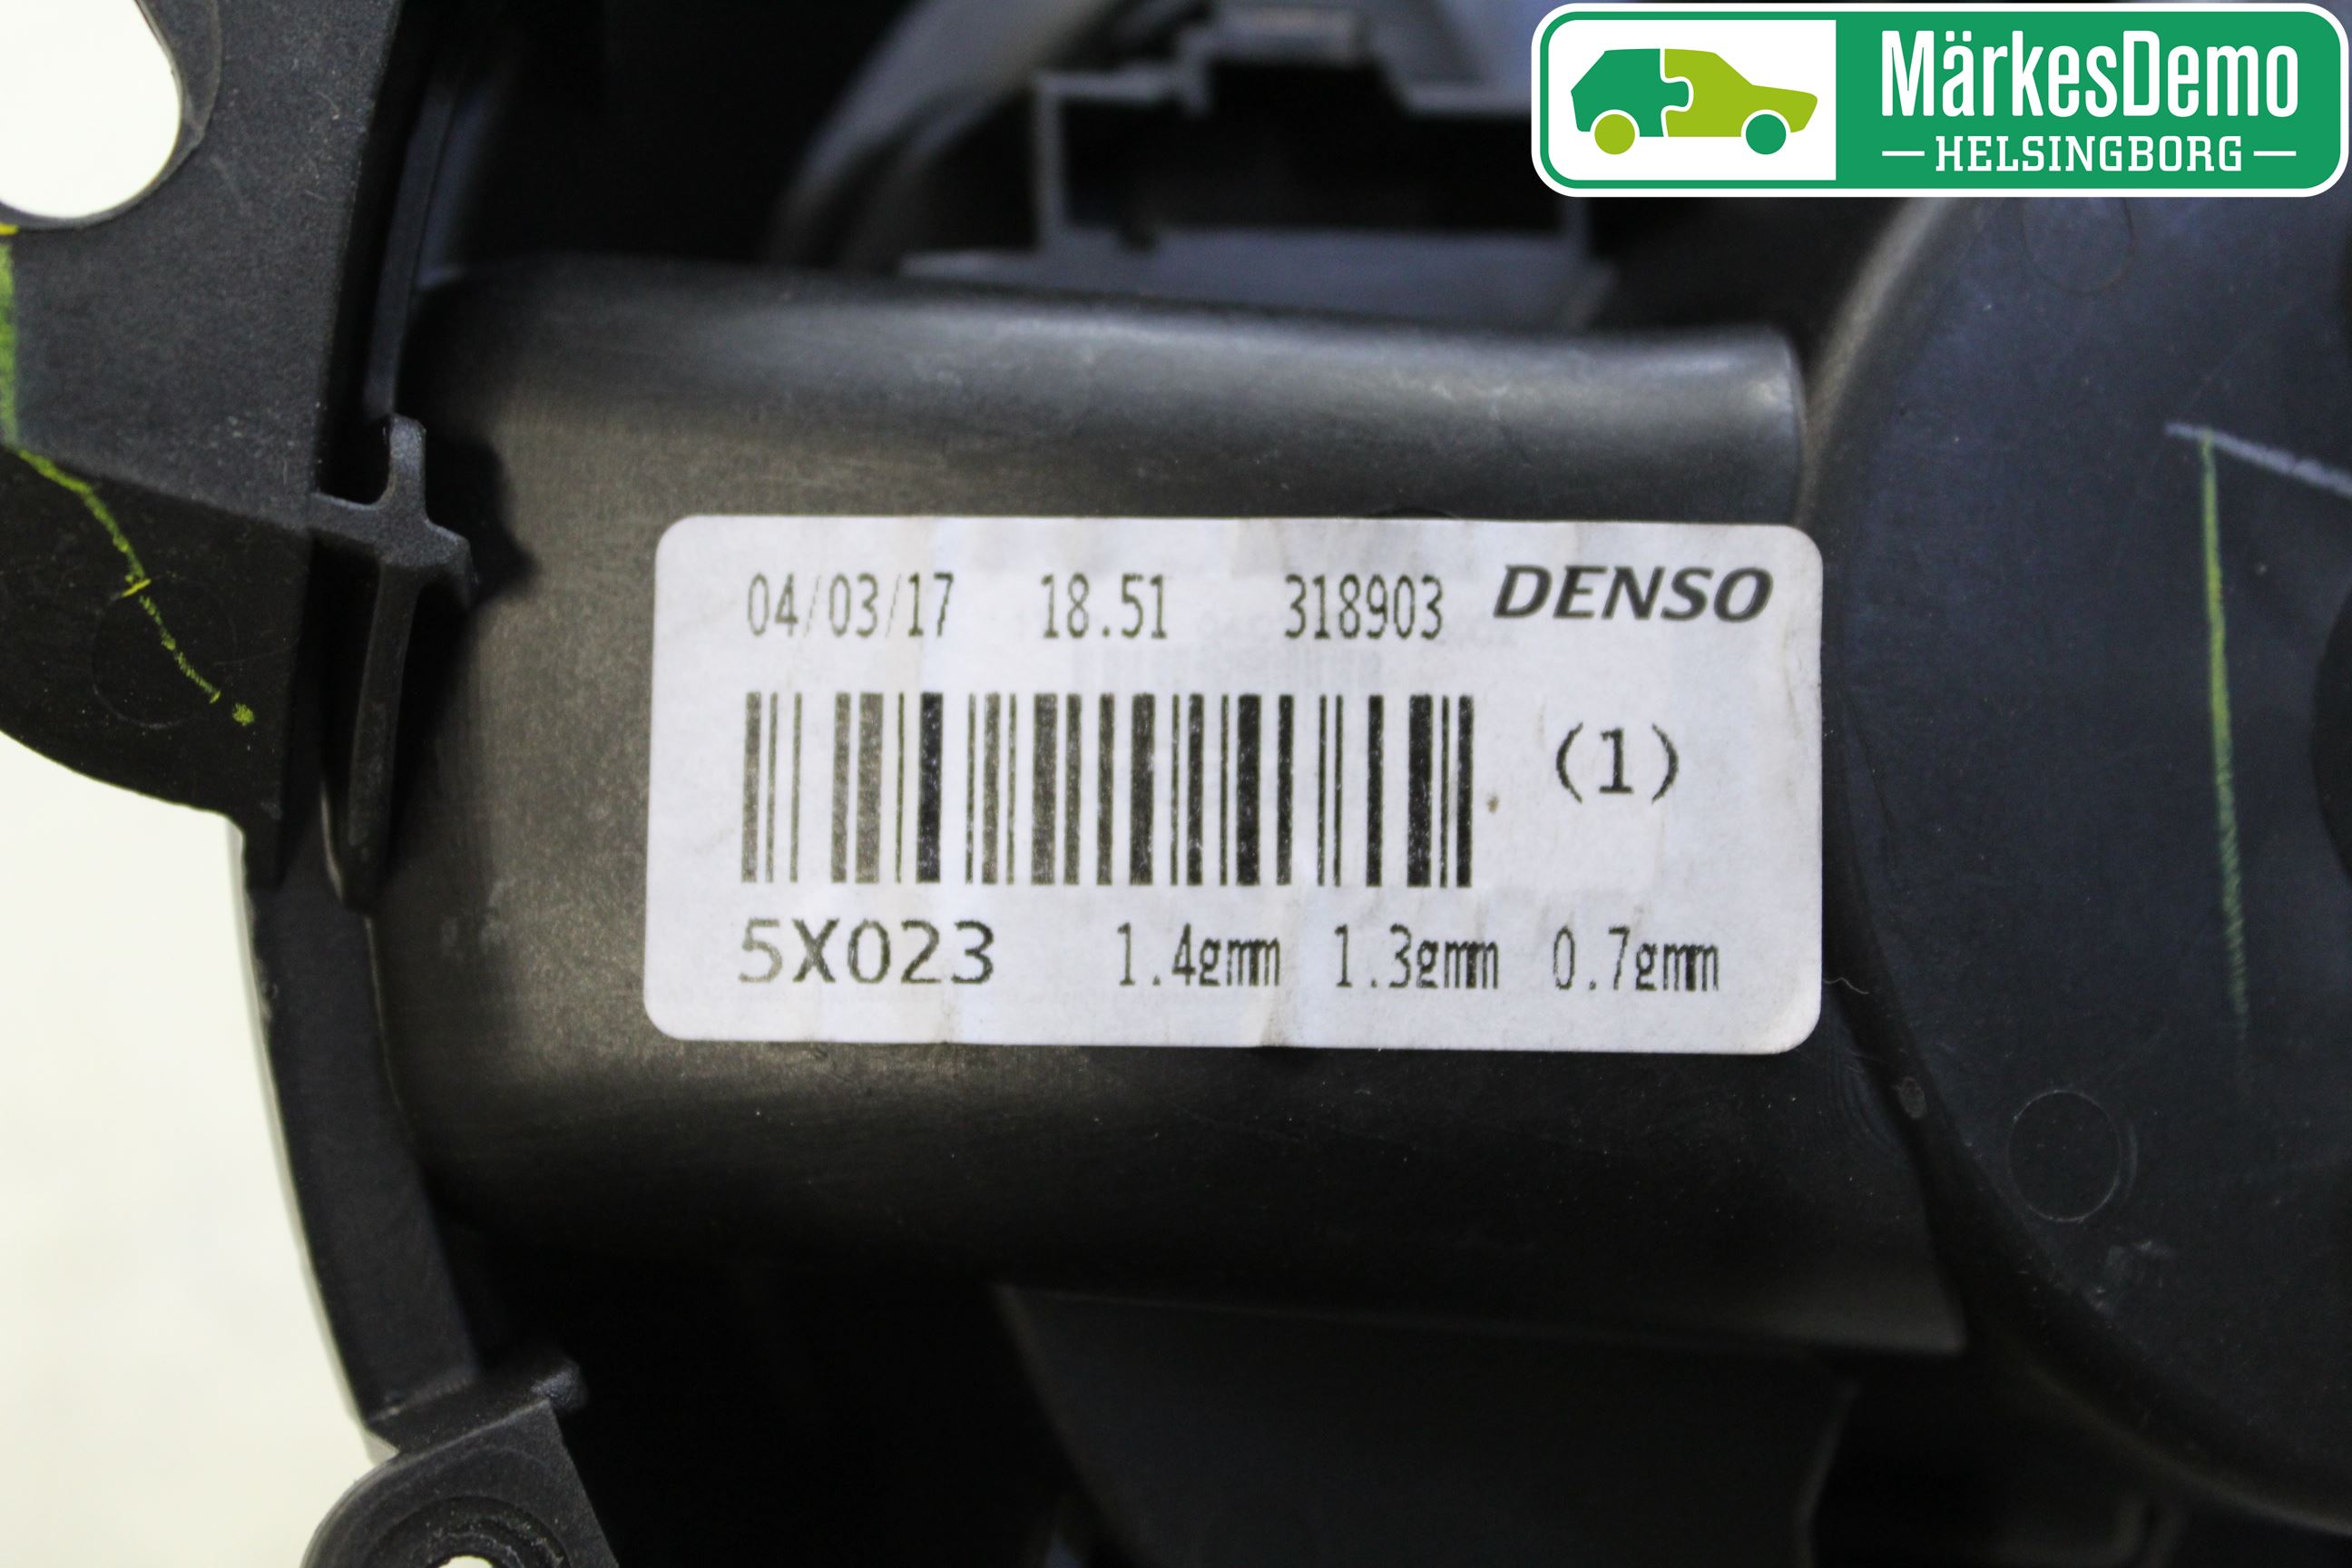 MärkesDemo
HELSINGBORG
04/03/17 18.51 318903 DENSO
(1)
5X023 1.4gmm 1.3gmm 0.7gmm